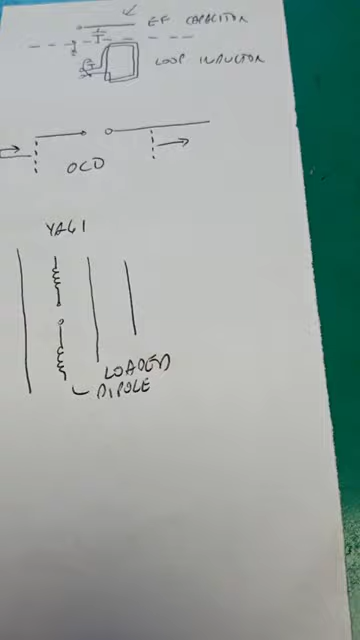 EF CAPACITOR
LOOP INDUCTOR
OCD
YAGI
LOADED
DIPOLE